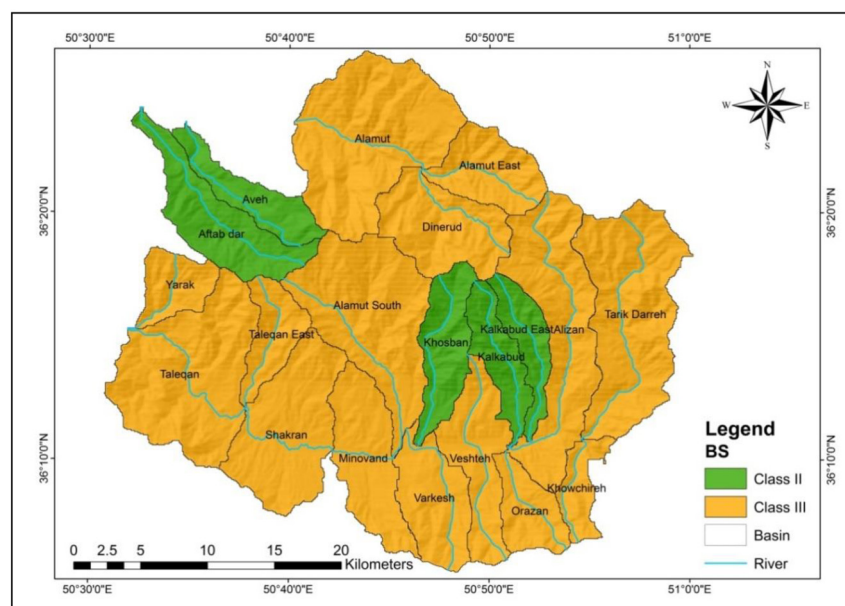 50°30'0"E 50°40'0"E 50°50'0"E 51°0'0"E
N
W E
S
36°20'0"N 36°20'0"N
36°10'0"N 36°10'0"N
Alamut
Alamut East
Aveh
Dinerud
Aftab dar
Yarak
Alamut South
Tarik Darreh
Taleqan East
Kalkabud East
Alizan
Khosban
Kalkabud
Taleqan
Shakran
Minovand
Veshteh
Khowchireh
Varkesh
Orazan
Legend
BS
Class II
Class III
Basin
River
0 2.5 5 10 15 20
Kilometers
50°30'0"E 50°40'0"E 50°50'0"E 51°0'0"E